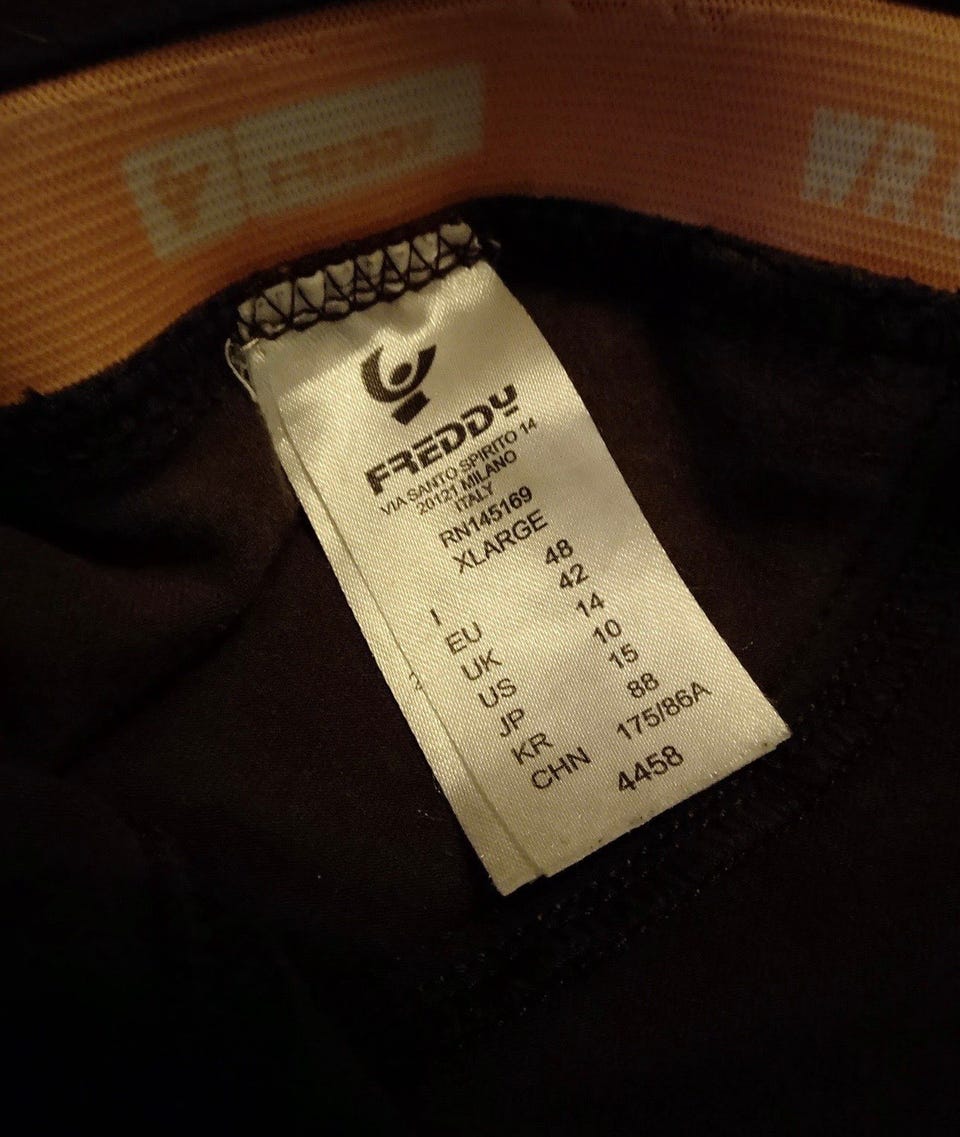 WR
FREDDY
VIA SANTO SPIRITO 14
20121 MILANO
ITALY
RN145169
XLARGE
I 48
EU 42
UK 14
US 10
JP 15
KR 88
CHN 175/86A
4458